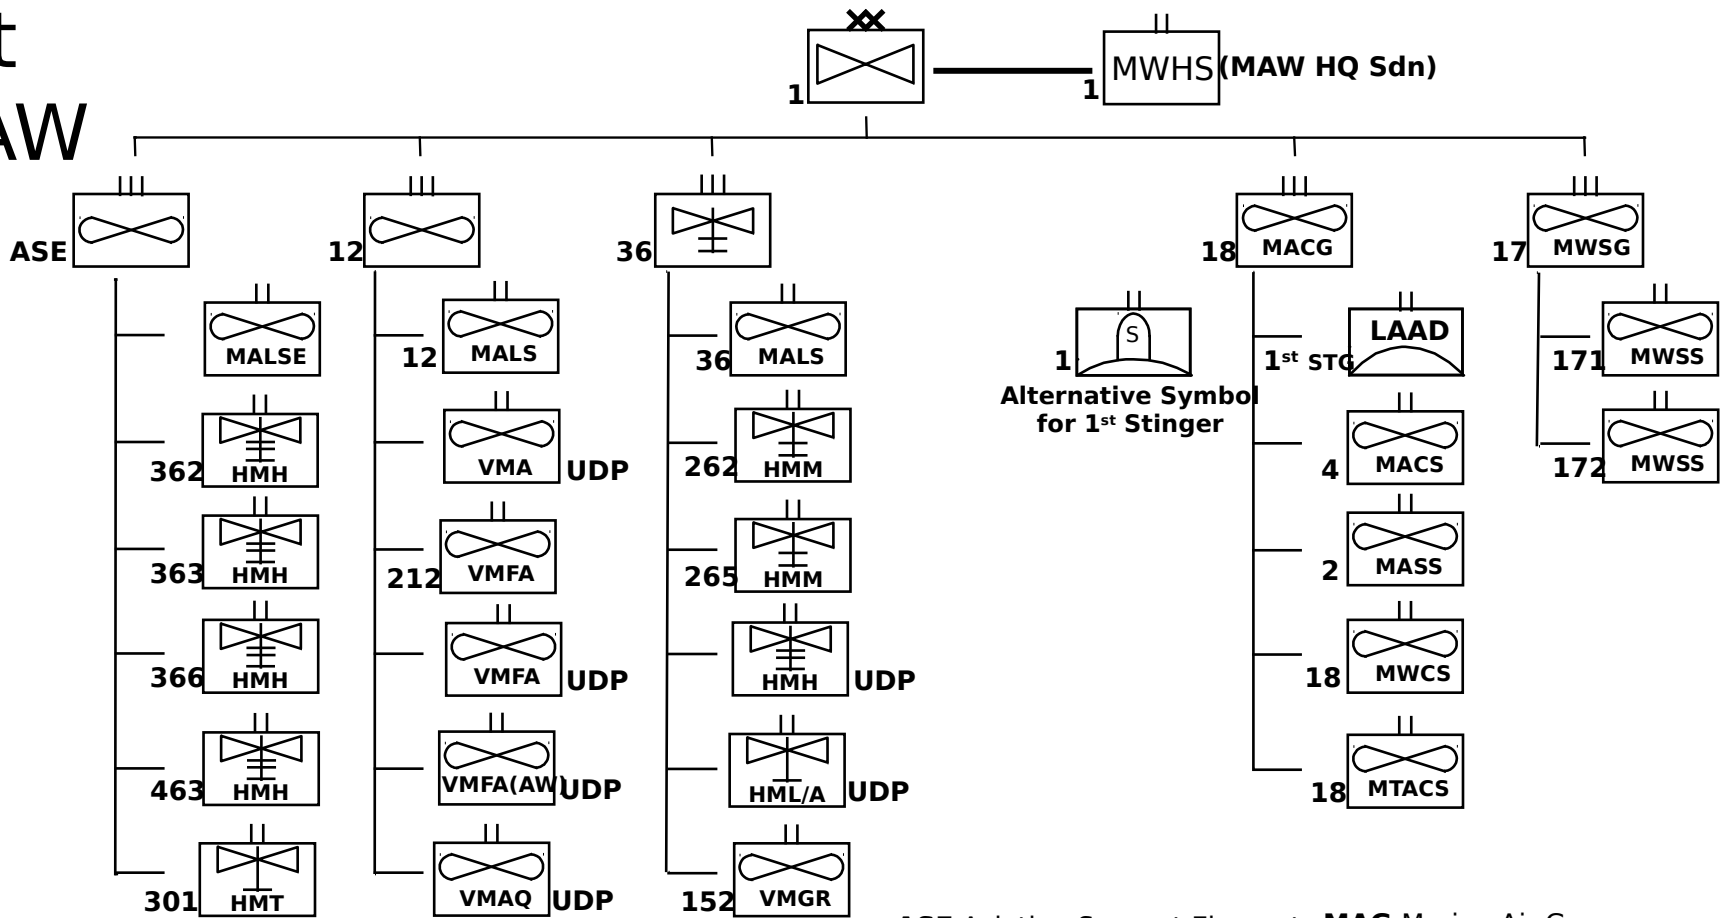 t
AW
1
1
MWHS
(MAW HQ Sdn)
ASE
12
36
18
MACG
17
MWSG
MALSE
12
MALS
36
MALS
1
S
Alternative Symbol
for 1st Stinger
1st STG
LAAD
171
MWSS
362
HMH
VMA
UDP
262
HMM
4
MACS
172
MWSS
363
HMH
212
VMFA
265
HMM
2
MASS
366
HMH
VMFA
UDP
HMH
UDP
18
MWCS
463
HMH
VMFA(AW)
UDP
HML/A
UDP
18
MTACS
301
HMT
VMAQ
UDP
152
VMGR